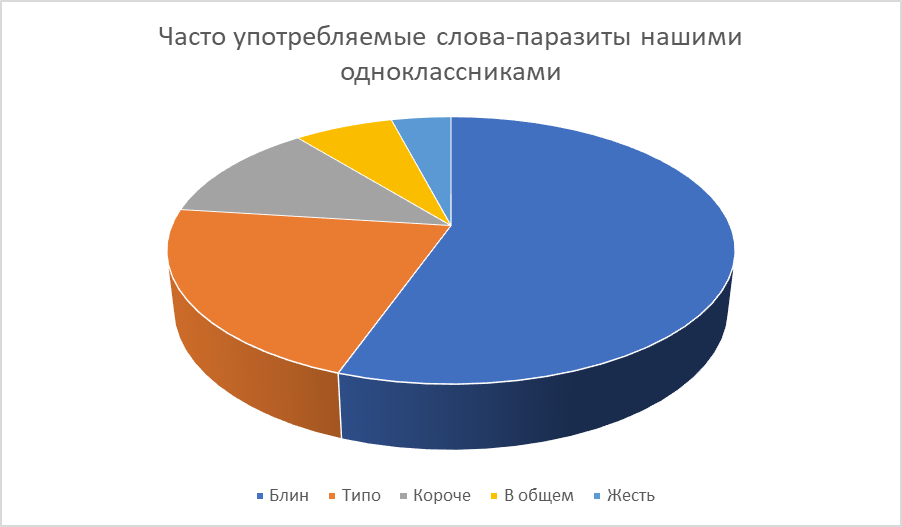 Часто употребляемые слова-паразиты нашими
одноклассниками
Блин Типо Короче В общем Жесть